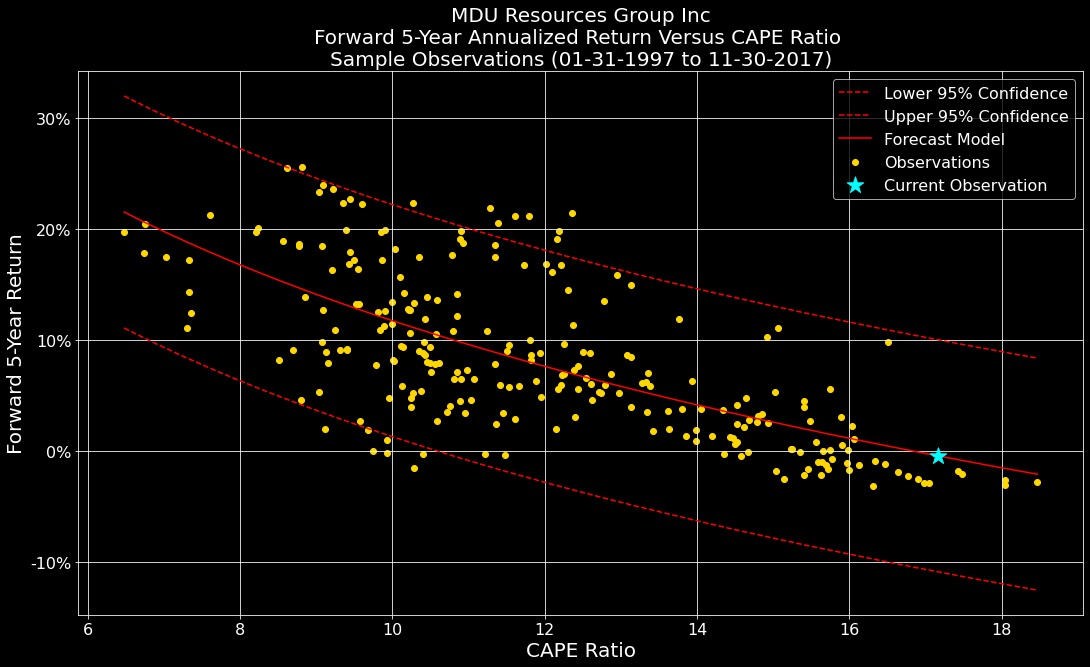 MDU Resources Group Inc
Forward 5-Year Annualized Return Versus CAPE Ratio
Sample Observations (01-31-1997 to 11-30-2017)
Lower 95% Confidence
Upper 95% Confidence
Forecast Model
Observations
Current Observation
Forward 5-Year Return
30%
20%
10%
0%
-10%
6 8 10 12 14 16 18
CAPE Ratio